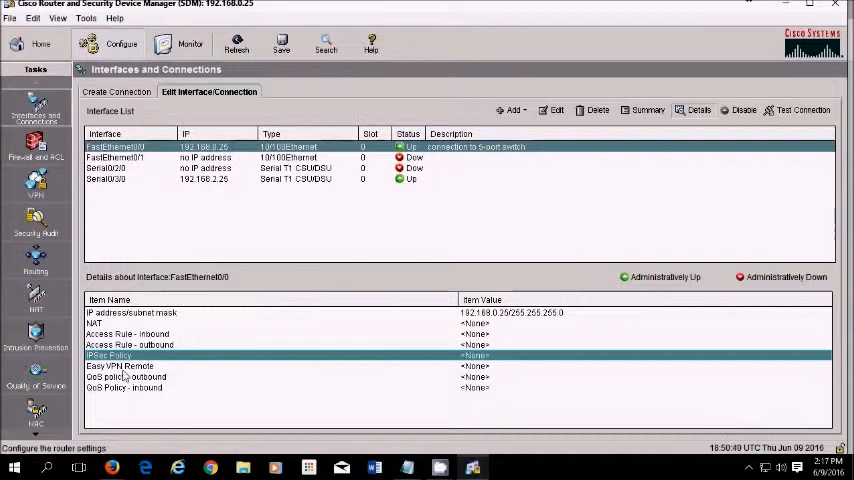 Cisco Router and Security Device Manager (SDM): 192.168.0.25
File Edit View Tools Help
Home Configure Monitor Refresh Save Search Help
CISCO SYSTEMS
Tasks
Interfaces and Connections
Create Connection Edit Interface/Connection
Interface List Add Edit Delete Summary Details Disable Test Connection
Interface IP Type Slot Status Description
FastEthernet0/0 192.168.0.25 10/100Ethernet 0 Up connection to 5-port switch
FastEthernet0/1 no IP address 10/100Ethernet 0 Dow
Serial0/2/0 no IP address Serial T1 CSU/DSU 0 Dow
Serial0/3/0 192.168.2.25 Serial T1 CSU/DSU 0 Up
Interfaces and
Connections
Firewall and ACL
VPN
Security Audit
Routing
NAT
Intrusion Prevention
Quality of Service
NAC
Details about Interface:FastEthernet0/0 Administratively Up Administratively Down
Item Name Item Value
IP address/subnet mask 192.168.0.25/255.255.255.0
NAT <None>
Access Rule - inbound <None>
Access Rule - outbound <None>
IPSec Policy <None>
Easy VPN Remote <None>
QoS policy - outbound <None>
QoS Policy - inbound <None>
Configure the router settings 18:50:49 UTC Thu Jun 09 2016
2:17 PM
6/9/2016